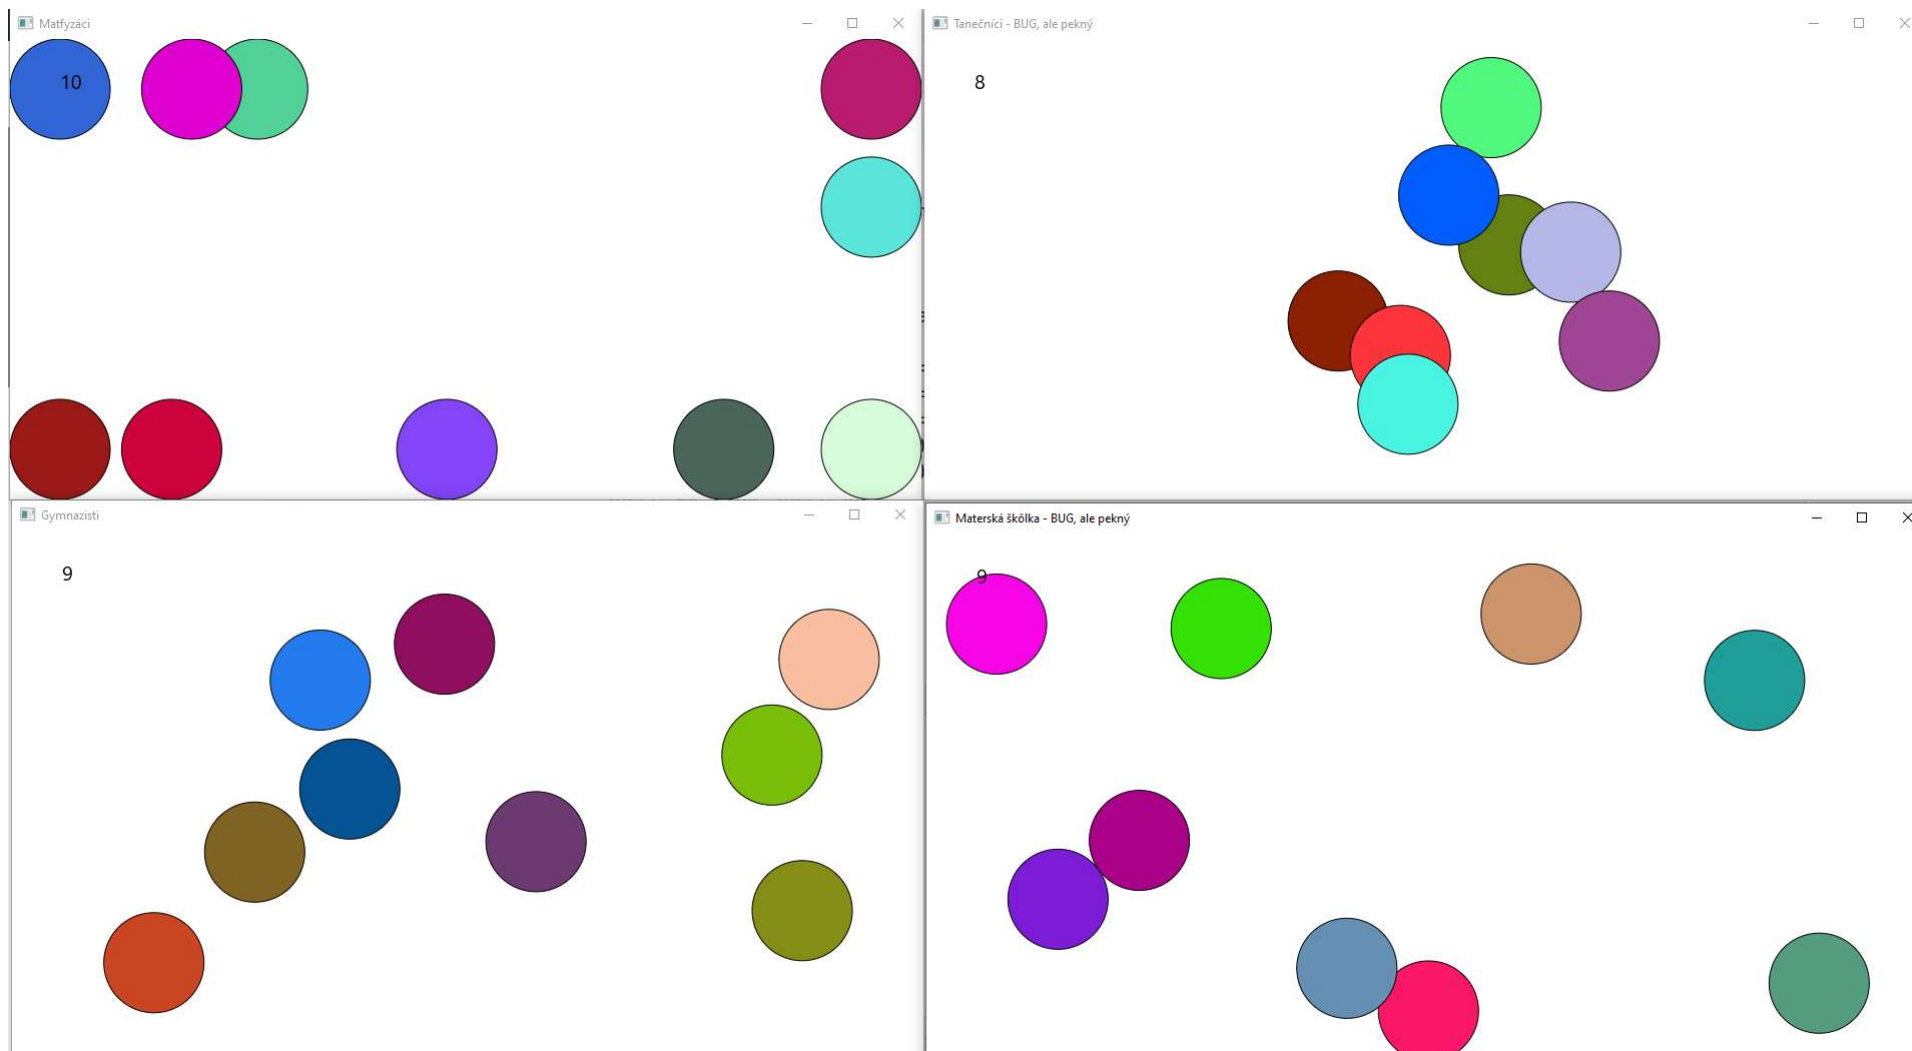 Matfyzáci
10
Tanečníci - BUG, ale pekný
8
Gymnazisti
9
Materská škôlka - BUG, ale pekný
9